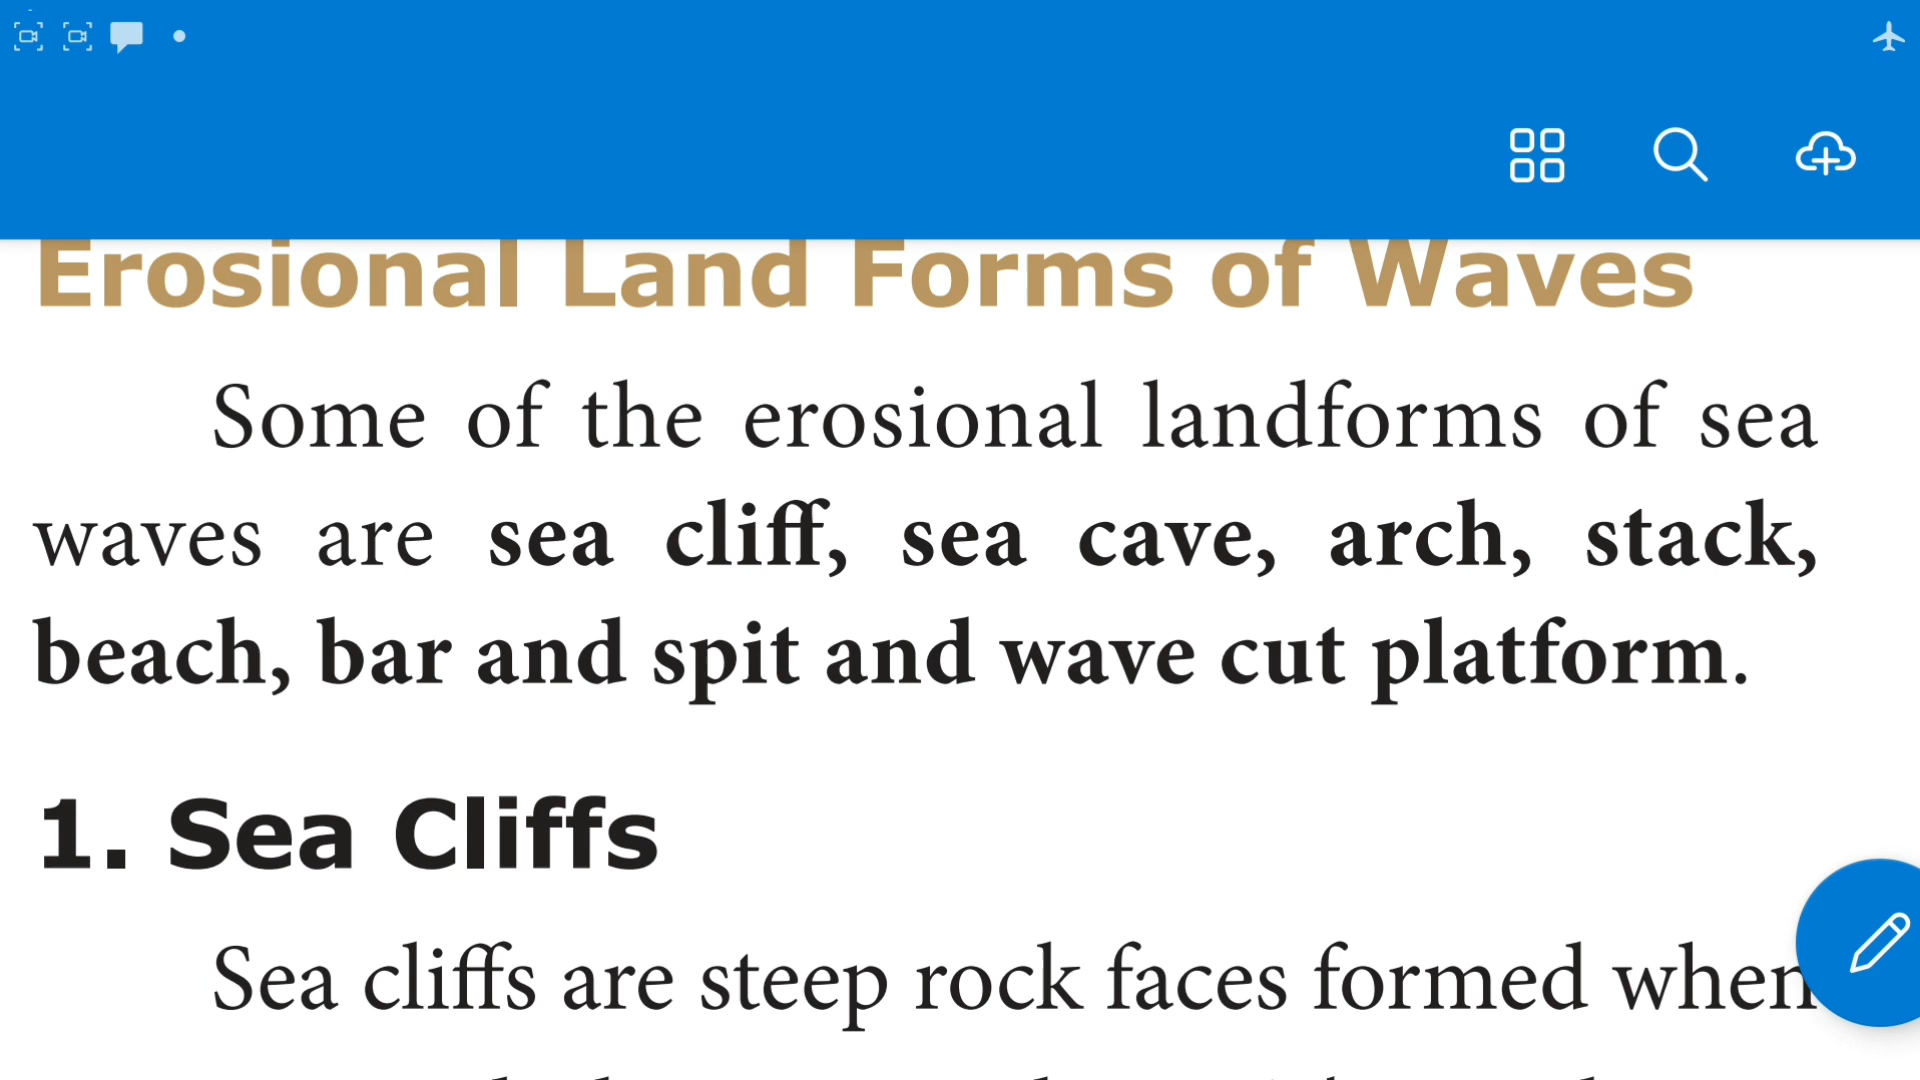 Erosional Land Forms of Waves
Some of the erosional landforms of sea
waves are sea cliff, sea cave, arch, stack,
beach, bar and spit and wave cut platform.
1. Sea Cliffs
Sea cliffs are steep rock faces formed when